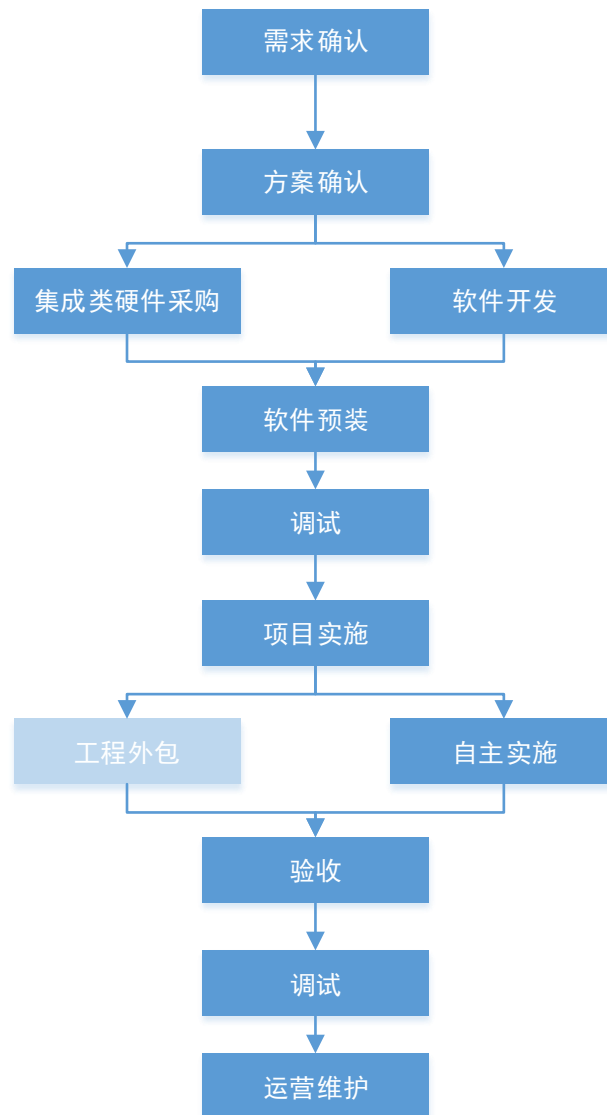 需求确认
方案确认
集成类硬件采购
软件开发
软件预装
调试
项目实施
工程外包
自主实施
验收
调试
运营维护